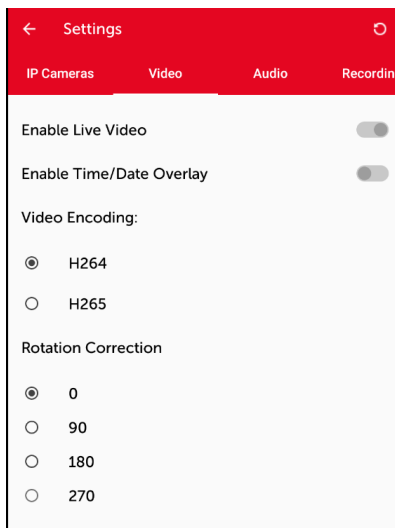 Settings
IP Cameras Video Audio Recordin
Enable Live Video
Enable Time/Date Overlay
Video Encoding:
H264
H265
Rotation Correction
0
90
180
270